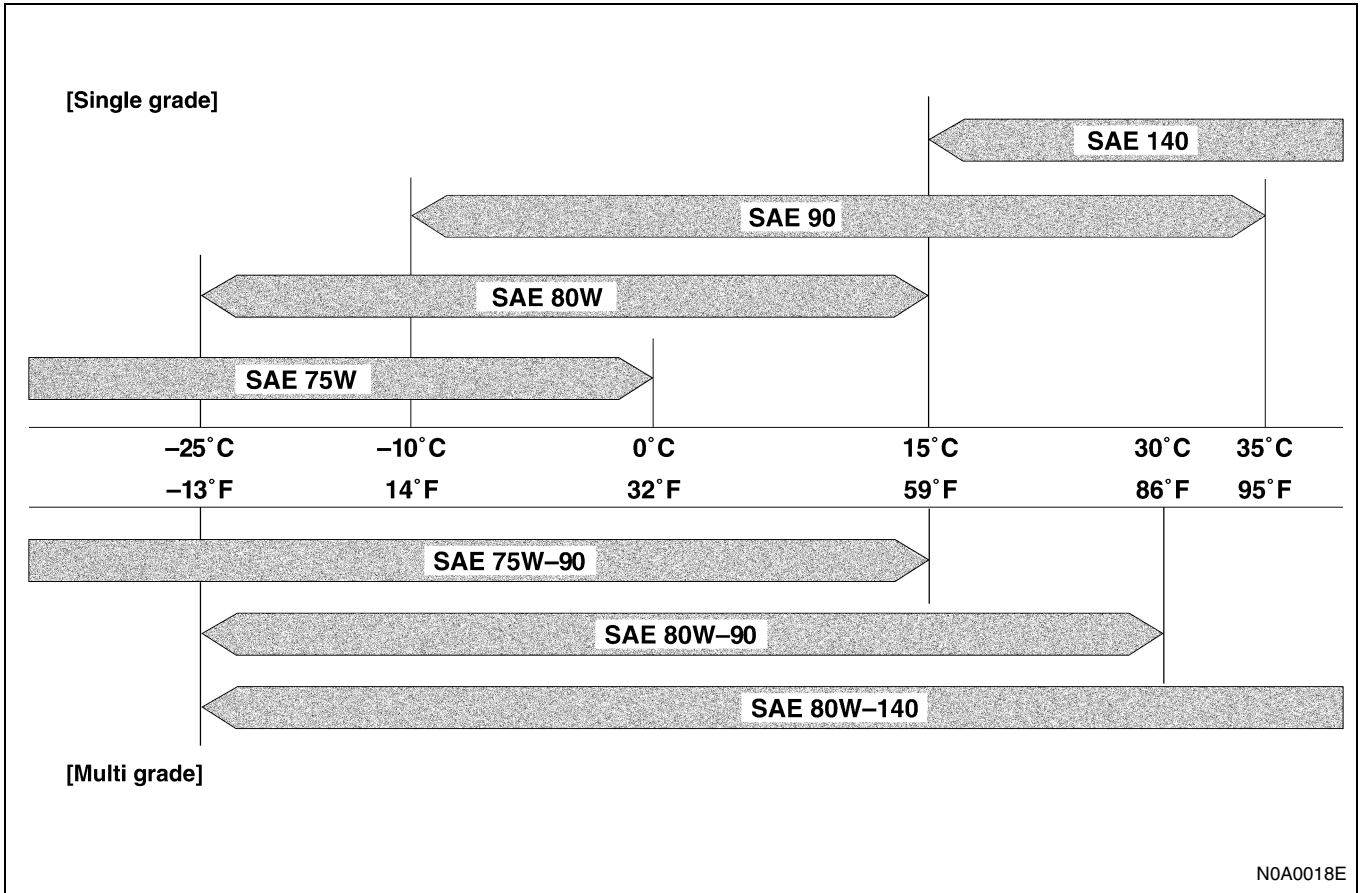 [Single grade]
SAE 140
SAE 90
SAE 80W
SAE 75W
–25˚C –10˚C 0˚C 15˚C 30˚C 35˚C
–13˚F 14˚F 32˚F 59˚F 86˚F 95˚F
SAE 75W–90
SAE 80W–90
SAE 80W–140
[Multi grade]
N0A0018E